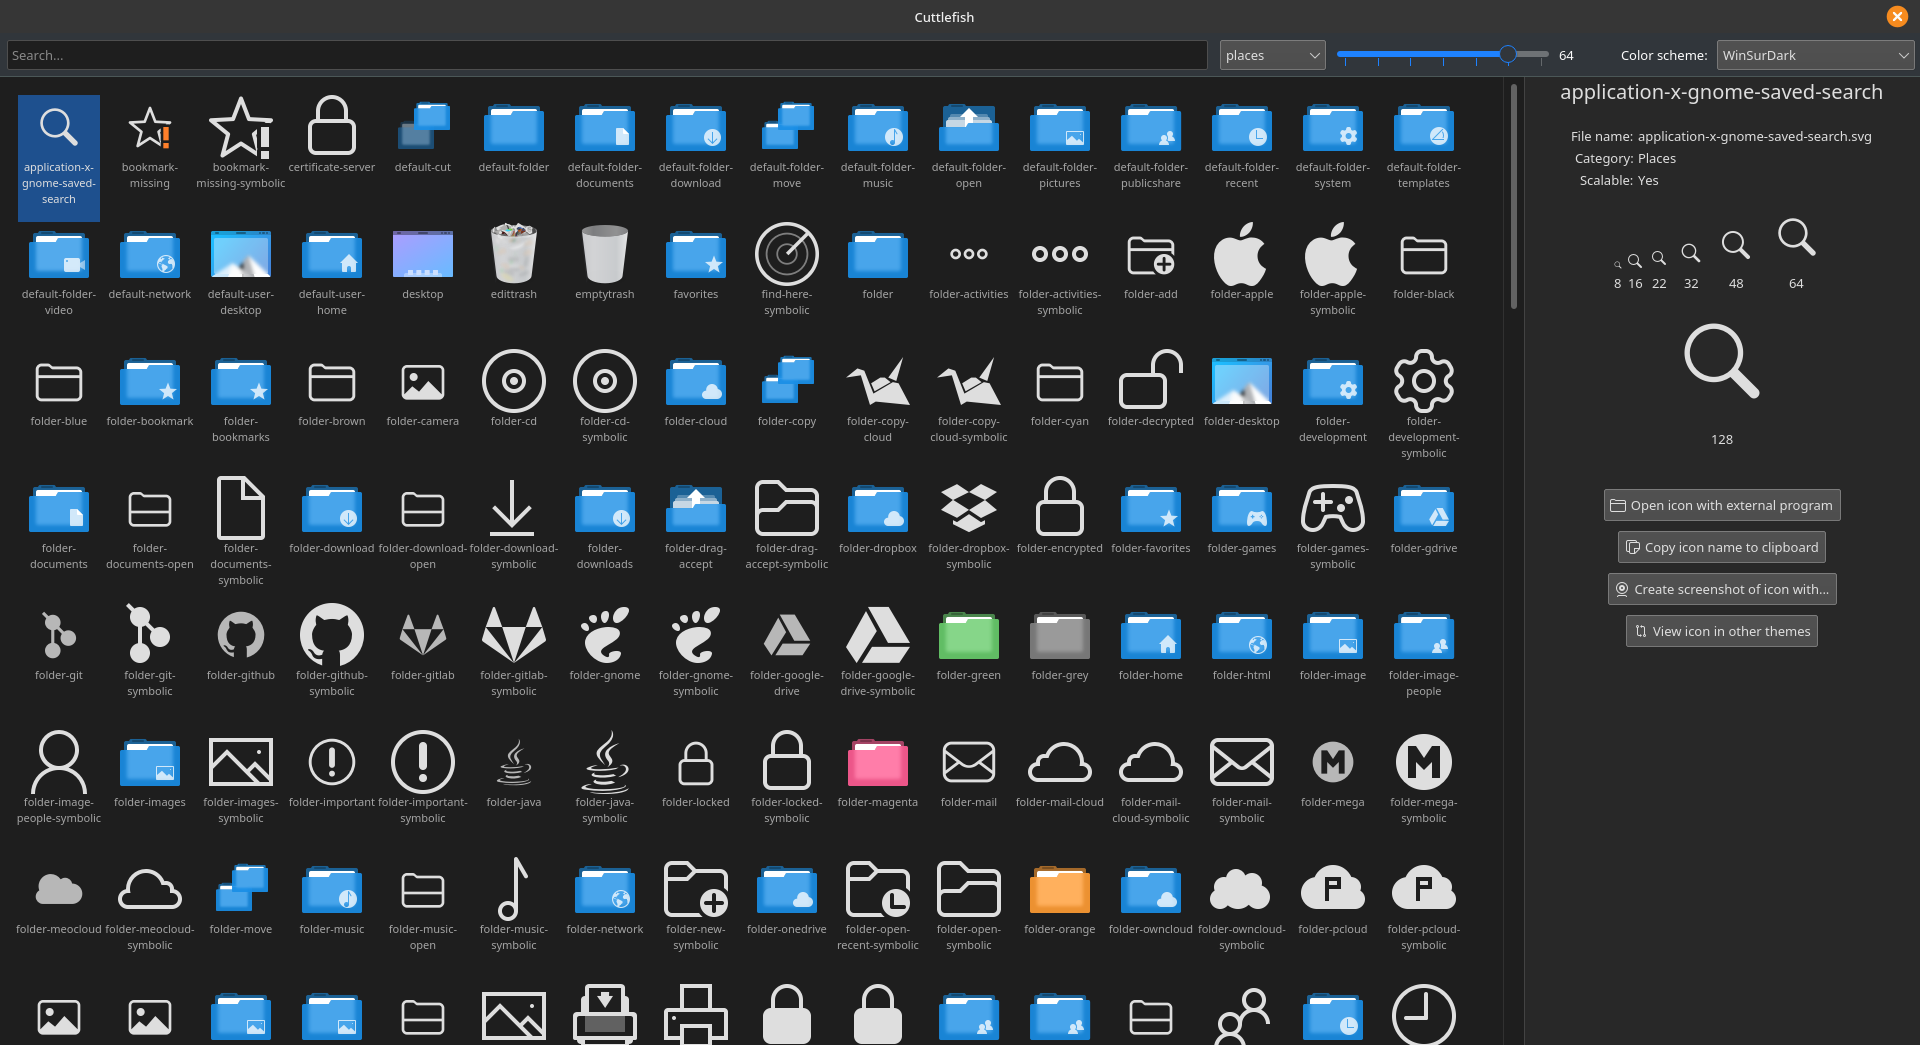 Cuttlefish
Search...
places
64
Color scheme:
WinSurDark
application-x-
gnome-saved-
search
bookmark-
missing
bookmark-
missing-symbolic
certificate-server
default-cut
default-folder
default-folder-
documents
default-folder-
download
default-folder-
move
default-folder-
music
default-folder-
open
default-folder-
pictures
default-folder-
publicshare
default-folder-
recent
default-folder-
system
default-folder-
templates
default-folder-
video
default-network
default-user-
desktop
default-user-
home
desktop
edittrash
emptytrash
favorites
find-here-
symbolic
folder
folder-activities
folder-activities-
symbolic
folder-add
folder-apple
folder-apple-
symbolic
folder-black
folder-blue
folder-bookmark
folder-
bookmarks
folder-brown
folder-camera
folder-cd
folder-cd-
symbolic
folder-cloud
folder-copy
folder-copy-
cloud
folder-copy-
cloud-symbolic
folder-cyan
folder-decrypted
folder-desktop
folder-
development
folder-
development-
symbolic
folder-
documents
folder-
documents-open
folder-
documents-
symbolic
folder-download
folder-download-
open
folder-download-
symbolic
folder-
downloads
folder-drag-
accept
folder-drag-
accept-symbolic
folder-dropbox
folder-dropbox-
symbolic
folder-encrypted
folder-favorites
folder-games
folder-games-
symbolic
folder-gdrive
folder-git
folder-git-
symbolic
folder-github
folder-github-
symbolic
folder-gitlab
folder-gitlab-
symbolic
folder-gnome
folder-gnome-
symbolic
folder-google-
drive
folder-google-
drive-symbolic
folder-green
folder-grey
folder-home
folder-html
folder-image
folder-image-
people
folder-image-
people-symbolic
folder-images
folder-images-
symbolic
folder-important
folder-important-
symbolic
folder-java
folder-java-
symbolic
folder-locked
folder-locked-
symbolic
folder-magenta
folder-mail
folder-mail-cloud
folder-mail-
cloud-symbolic
folder-mail-
symbolic
folder-mega
folder-mega-
symbolic
folder-meocloud
folder-meocloud-
symbolic
folder-move
folder-music
folder-music-
open
folder-music-
symbolic
folder-network
folder-new-
symbolic
folder-onedrive
folder-open-
recent-symbolic
folder-open-
symbolic
folder-orange
folder-owncloud
folder-owncloud-
symbolic
folder-pcloud
folder-pcloud-
symbolic
application-x-gnome-saved-search
File name: application-x-gnome-saved-search.svg
Category: Places
Scalable: Yes
8 16 22 32 48 64
128
Open icon with external program
Copy icon name to clipboard
Create screenshot of icon with...
View icon in other themes